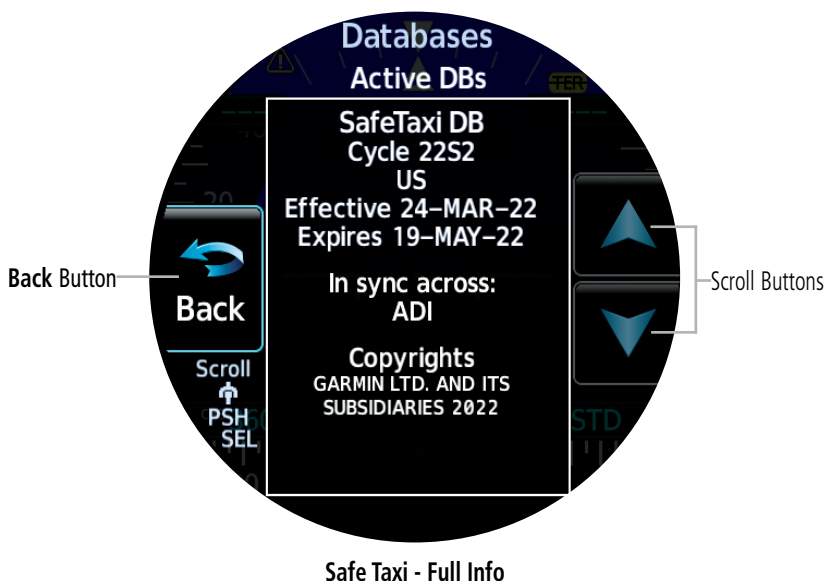 Databases
Active DBs
TER
SafeTaxi DB
Cycle 22S2
US
Effective 24–MAR–22
Expires 19–MAY–22
In sync across:
ADI
Copyrights
GARMIN LTD. AND ITS
SUBSIDIARIES 2022
Back Button
Back
Scroll Buttons
Scroll
PSH
SEL
STD
20
Safe Taxi - Full Info